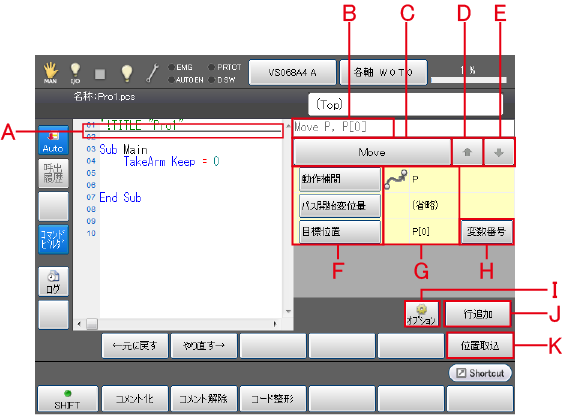 B C D E
MAN
I/O
EMG PRTCT
AUTO EN DSW
VS068A4 A
各軸 W0T0
1%
名称:Pro1.pcs
(Top)
A
01 '!TITLE "Pro1"
02
03 Sub Main
04 TakeArm Keep = 0
05
06
07 End Sub
08
09
10
Move P, P[0]
Move
Auto
呼出
履歴
コマンド
ビルダ
ログ
動作補間 P
パス開始変位量 (省略)
目標位置 P[0] 変数番号
F G H
I
オプション
行追加
J
←元に戻す やり直す→ 位置取込
K
Shortcut
SHIFT コメント化 コメント解除 コード整形